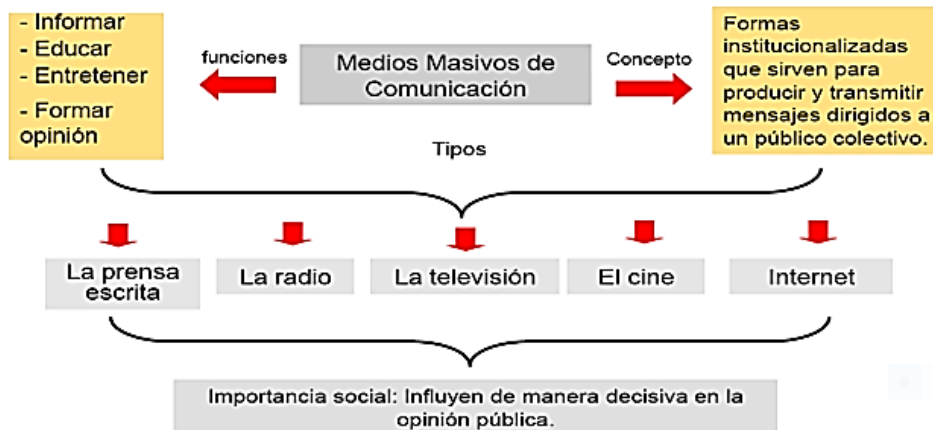 - Informar
- Educar
- Entretener
- Formar
opinión
funciones
Medios Masivos de
Comunicación
Concepto
Formas
institucionalizadas
que sirven para
producir y transmitir
mensajes dirigidos a
un público colectivo.
Tipos
La prensa
escrita
La radio
La televisión
El cine
Internet
Importancia social: Influyen de manera decisiva en la
opinión pública.